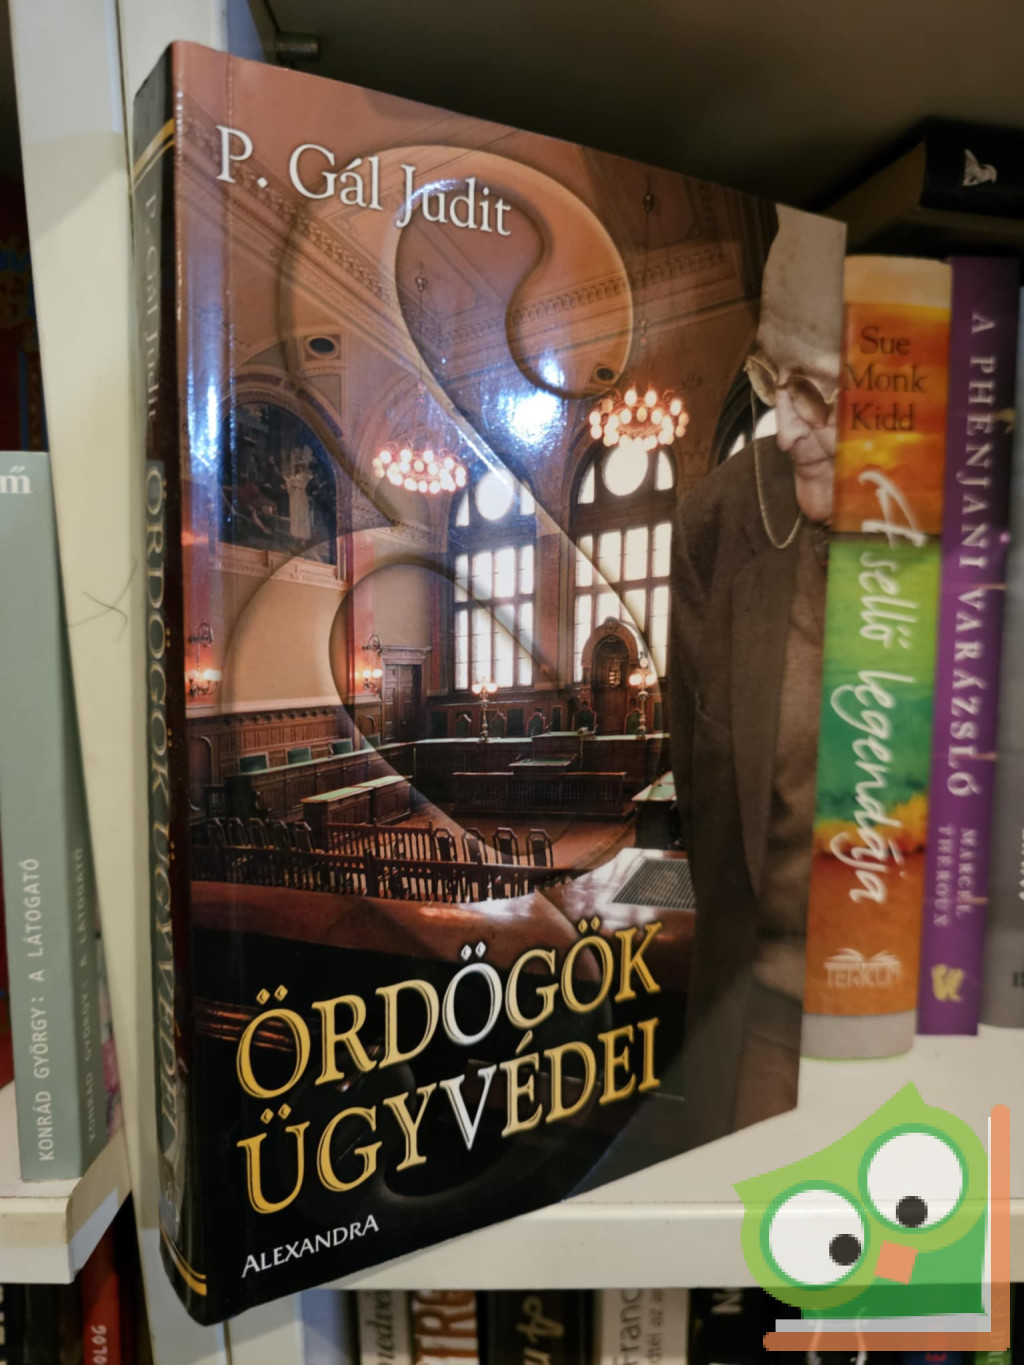 P. Gál Judit
ÖRDÖGÖK
ÜGYVÉDEI
ALEXANDRA
P. Gál Judit
ÖRDÖGÖK ÜGYVÉDEI
KONRÁD GYÖRGY: A LÁTOGATÓ
KONRÁD GYÖRGY: A LÁTOGATÓ
Sue
Monk
Kidd
A sellő legendája
A PHENJANI VARÁZSLÓ
MARCEL
THEROUX